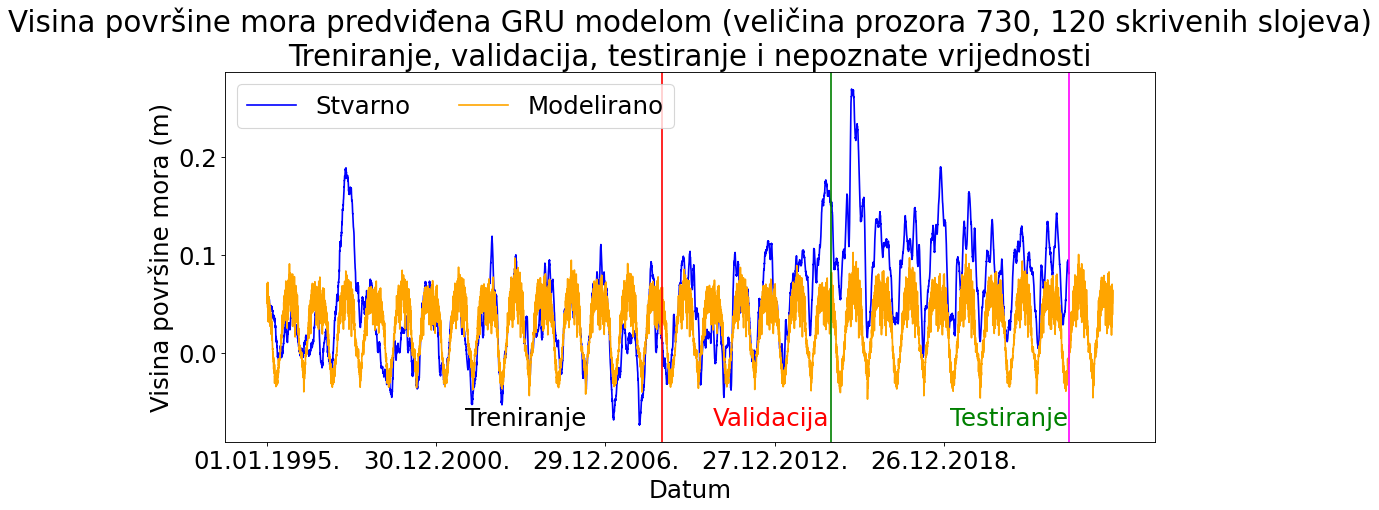 Visina površine mora predviđena GRU modelom (veličina prozora 730, 120 skrivenih slojeva)
Treniranje, validacija, testiranje i nepoznate vrijednosti
Stvarno Modelirano
Visina površine mora (m)
0.2
0.1
0.0
Treniranje Validacija Testiranje
01.01.1995. 30.12.2000. 29.12.2006. 27.12.2012. 26.12.2018.
Datum